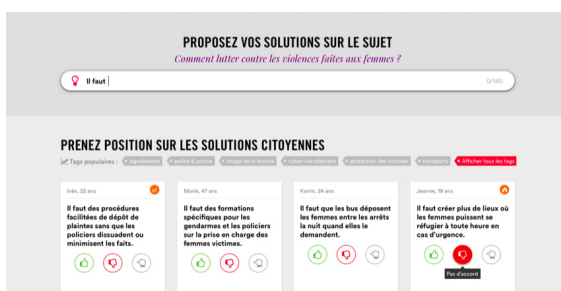 PROPOSEZ VOS SOLUTIONS SUR LE SUJET
Comment lutter contre les violences faites aux femmes ?
Il faut
0/140
PRENEZ POSITION SUR LES SOLUTIONS CITOYENNES
Tags populaires : signalement police & justice image de la femme cyber-harcèlement protection des victimes transports Afficher tous les tags
Inès, 22 ans
Il faut des procédures
facilitées de dépôt de
plaintes sans que les
policiers dissuadent ou
minimisent les faits.
Marie, 47 ans
Il faut des formations
spécifiques pour les
gendarmes et les policiers
sur la prise en charge des
femmes victimes.
Karim, 24 ans
Il faut que les bus déposent
les femmes entre les arrêts
la nuit quand elles le
demandent.
Jeanne, 19 ans
Il faut créer plus de lieux où
les femmes puissent se
réfugier à toute heure en
cas d'urgence.
Pas d'accord